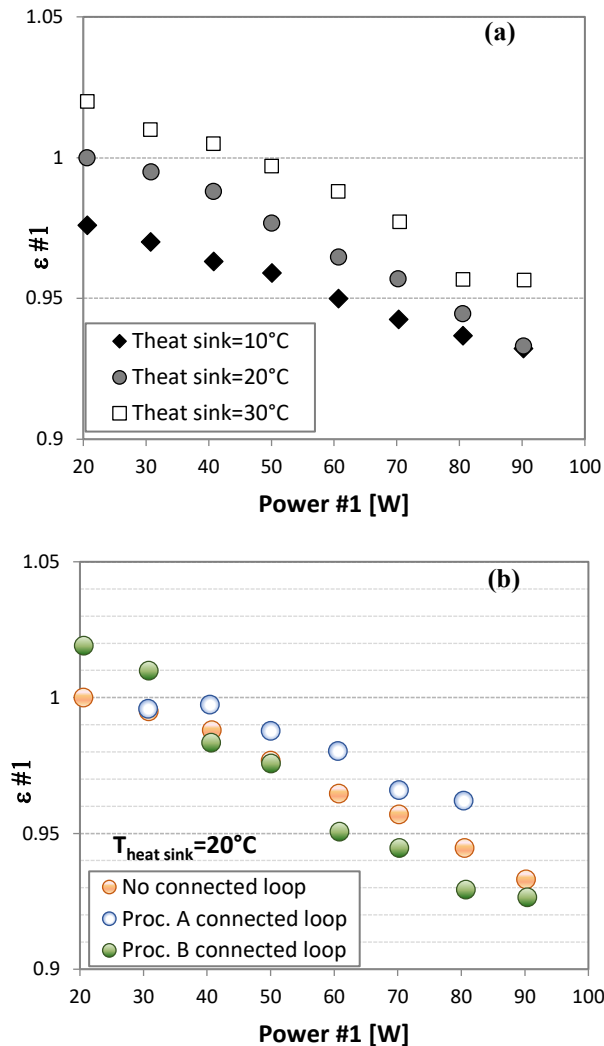 (a)
1.05
1
0.95
0.9
ε #1
Theat sink=10°C
Theat sink=20°C
Theat sink=30°C
20 30 40 50 60 70 80 90 100
Power #1 [W]
(b)
1.05
1
0.95
0.9
ε #1
Theat sink=20°C
No connected loop
Proc. A connected loop
Proc. B connected loop
20 30 40 50 60 70 80 90 100
Power #1 [W]